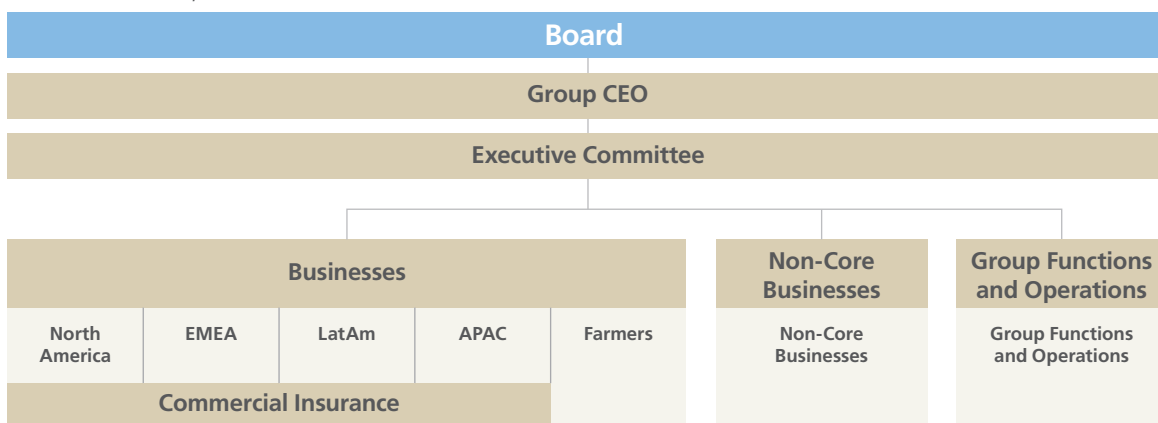 Board
Group CEO
Executive Committee
Businesses
Non-Core
Businesses
Group Functions
and Operations
North
America
EMEA
LatAm
APAC
Farmers
Non-Core
Businesses
Group Functions
and Operations
Commercial Insurance